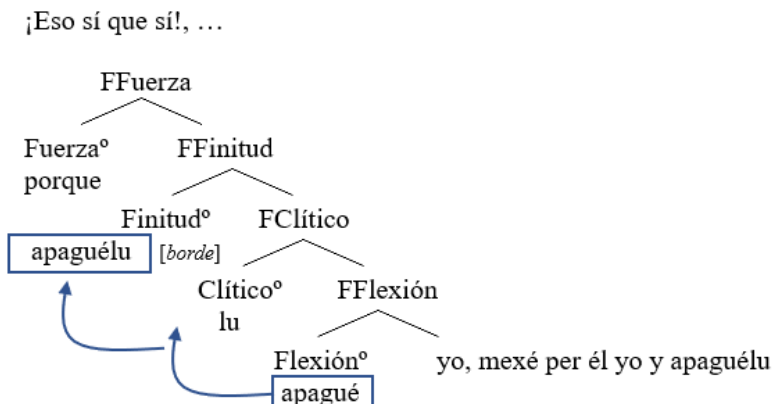 ¡Eso sí que sí!, …
FFuerza
Fuerzaº FFinitud
porque
Finitudº FClítico
apaguélu [borde]
Clíticoº FFlexión
lu
Flexiónº yo, mexé per él yo y apaguélu
apagué